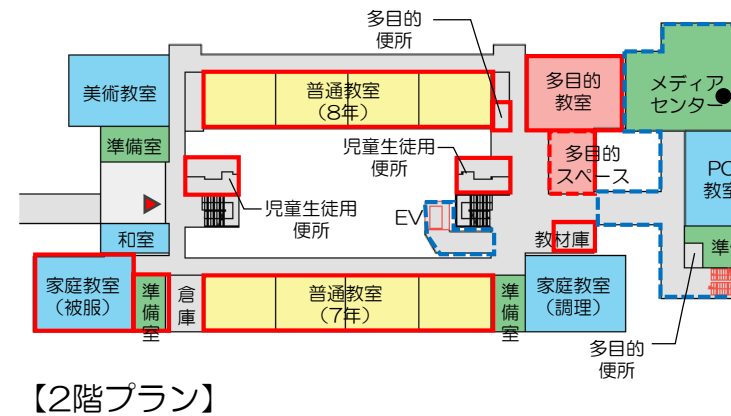 多目的
便所
美術教室
普通教室
(8年)
多目的
教室
メディア
センター
準備室
児童生徒用
便所
多目的
スペース
PC
教室
児童生徒用
便所
EV
和室
教材庫
準
家庭教室
(被服)
準
備
室
倉
庫
普通教室
(7年)
準
備
室
家庭教室
(調理)
多目的
便所
【2階プラン】